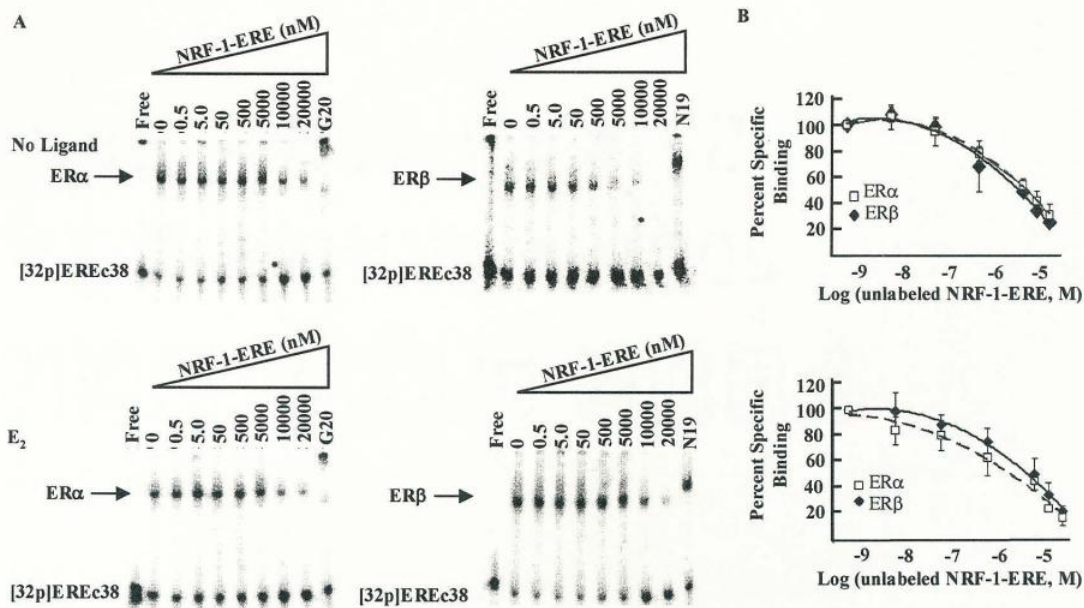 A
B
NRF-1-ERE (nM)
Free 0 0.5 5.0 50 500 5000 10000 20000 G20
No Ligand
ERα
[32p]EREc38
NRF-1-ERE (nM)
Free 0 0.5 5.0 50 500 5000 10000 20000 N19
ERβ
[32p]EREc38
Percent Specific
Binding
120
100
80
60
40
20
ERα
ERβ
-9 -8 -7 -6 -5
Log (unlabeled NRF-1-ERE, M)
NRF-1-ERE (nM)
Free 0 0.5 5.0 50 500 5000 10000 20000 G20
E2
ERα
[32p]EREc38
NRF-1-ERE (nM)
Free 0 0.5 5.0 50 500 5000 10000 20000 N19
ERβ
[32p]EREc38
Percent Specific
Binding
120
100
80
60
40
20
ERα
ERβ
-9 -8 -7 -6 -5
Log (unlabeled NRF-1-ERE, M)